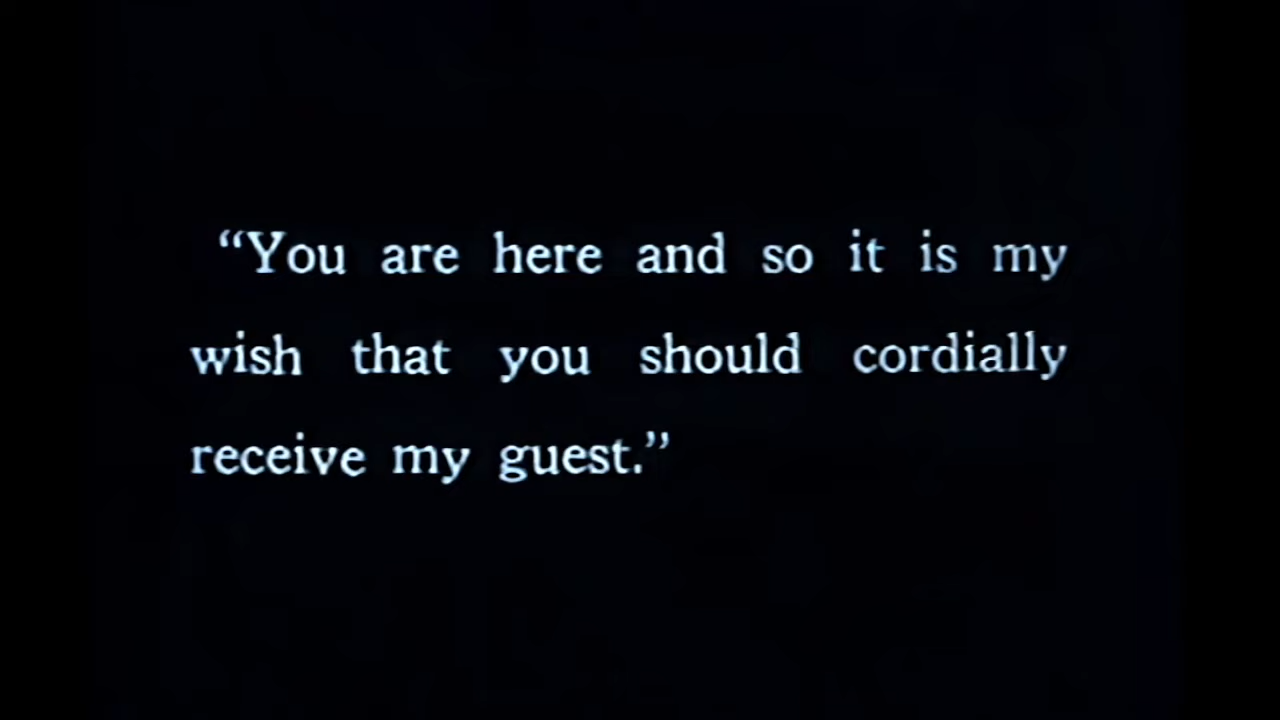 “You are here and so it is my
wish that you should cordially
receive my guest.”